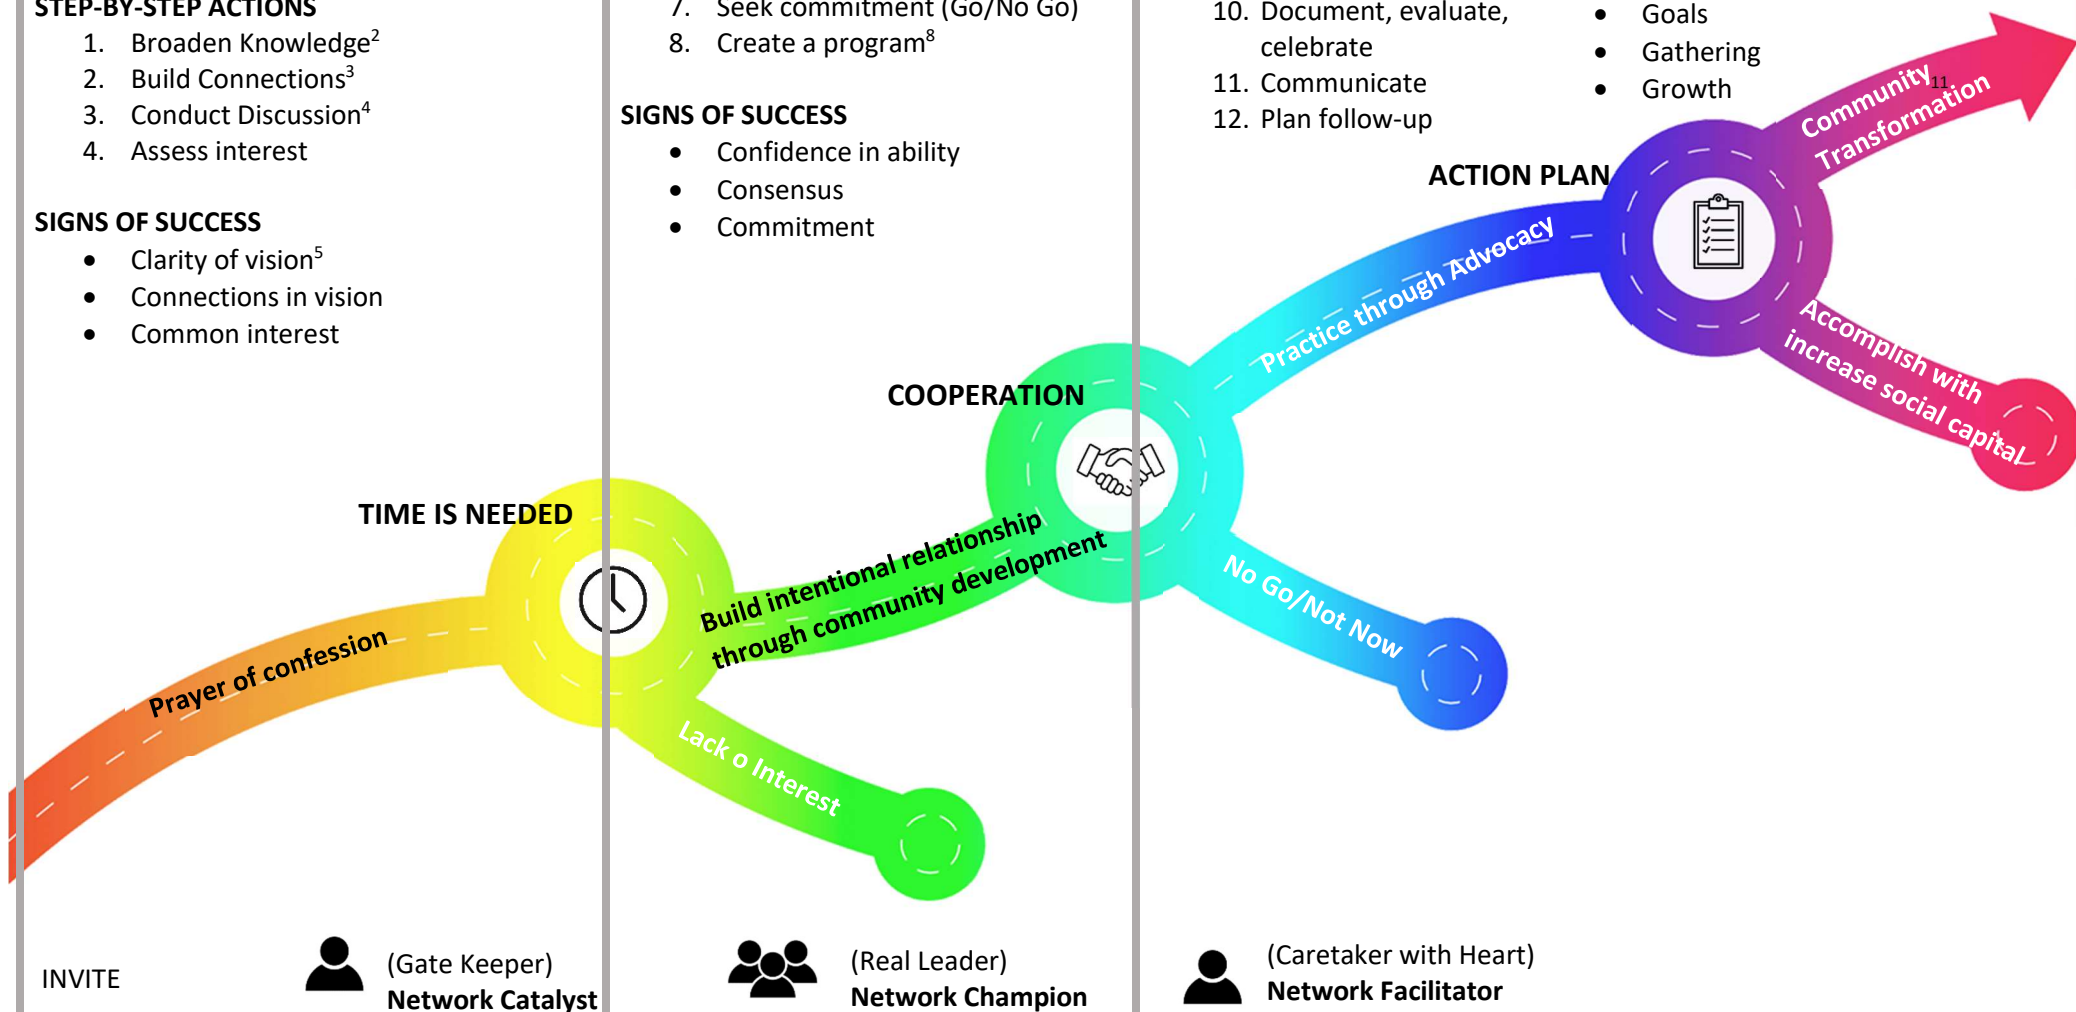 STEP-BY-STEP ACTIONS
1. Broaden Knowledge²
2. Build Connections³
3. Conduct Discussion⁴
4. Assess interest
SIGNS OF SUCCESS
• Clarity of vision⁵
• Connections in vision
• Common interest
7. Seek commitment (Go/No Go)
8. Create a program⁸
SIGNS OF SUCCESS
• Confidence in ability
• Consensus
• Commitment
10. Document, evaluate,
celebrate
11. Communicate
12. Plan follow-up
• Goals
• Gathering
• Growth
Community
Transformation
11
ACTION PLAN
Practice through Advocacy
Accomplish with
increase social capital
COOPERATION
TIME IS NEEDED
Build intentional relationship
through community development
No Go/Not Now
Prayer of confession
Lack o Interest
INVITE
(Gate Keeper)
Network Catalyst
(Real Leader)
Network Champion
(Caretaker with Heart)
Network Facilitator